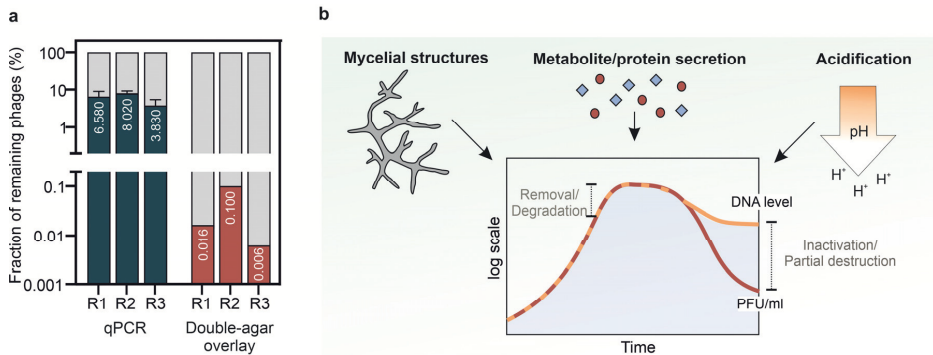 a
Fraction of remaining phages (%)
100
10
1
0.1
0.01
0.001
6.580
8.020
3.830
0.016
0.100
0.006
R1 R2 R3 R1 R2 R3
qPCR
Double-agar
overlay
b
Mycelial structures
Metabolite/protein secretion
Acidification
pH
H+
H+
H+
Removal/
Degradation
DNA level
Inactivation/
Partial destruction
PFU/ml
log scale
Time